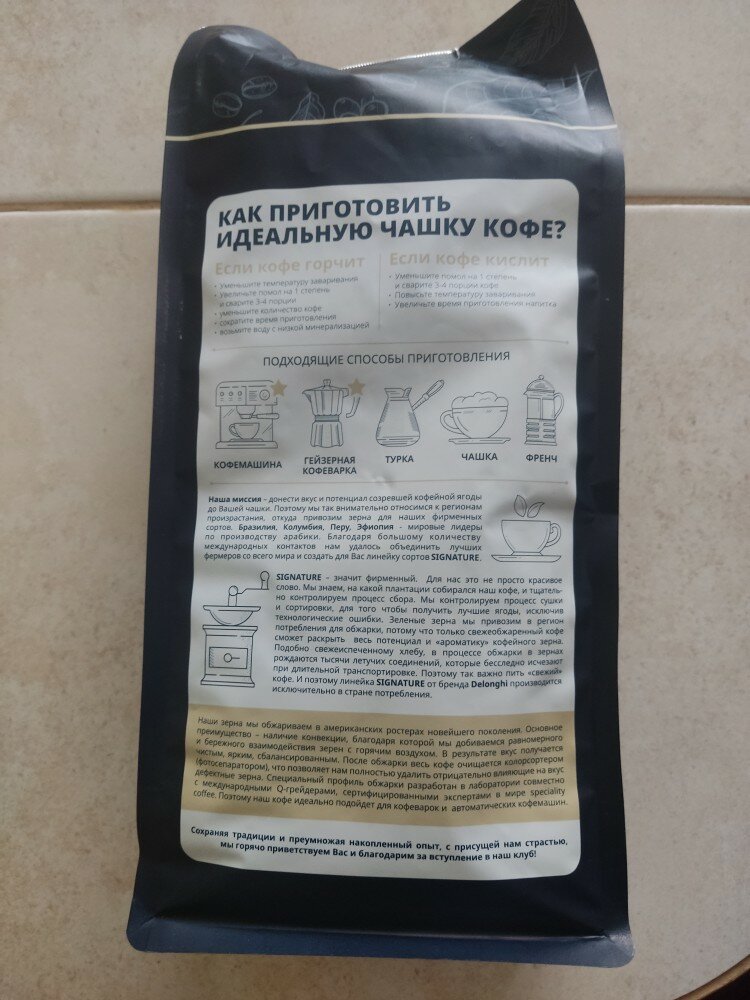 КАК ПРИГОТОВИТЬ
ИДЕАЛЬНУЮ ЧАШКУ КОФЕ?
Если кофе горчит
• Уменьшите температуру заваривания
• Увеличьте помол на 1 степень
и сварите 3-4 порции
• уменьшите количество кофе
• сократите время приготовления
• возьмите воду с низкой минерализацией
Если кофе кислит
• Уменьшите помол на 1 степень
и сварите 3-4 порции кофе
• Повысьте температуру заваривания
• Увеличьте время приготовления напитка
ПОДХОДЯЩИЕ СПОСОБЫ ПРИГОТОВЛЕНИЯ
КОФЕМАШИНА
ГЕЙЗЕРНАЯ
КОФЕВАРКА
ТУРКА
ЧАШКА
ФРЕНЧ
Наша миссия – донести вкус и потенциал созревшей кофейной ягоды
до Вашей чашки. Поэтому мы так внимательно относимся к регионам
произрастания, откуда привозим зерна для наших фирменных
сортов. Бразилия, Колумбия, Перу, Эфиопия - мировые лидеры
по производству арабики. Благодаря большому количеству
международных контактов нам удалось объединить лучших
фермеров со всего мира и создать для Вас линейку сортов SIGNATURE.
SIGNATURE – значит фирменный. Для нас это не просто красивое
слово. Мы знаем, на какой плантации собирался наш кофе, и тщатель-
но контролируем процесс сбора. Мы контролируем процесс сушки
и сортировки, для того чтобы получить лучшие ягоды, исключив
технологические ошибки. Зеленые зерна мы привозим в регион
потребления для обжарки, потому что только свежеобжаренный кофе
сможет раскрыть весь потенциал и «ароматику» кофейного зерна.
Подобно свежеиспеченному хлебу, в процессе обжарки в зернах
рождаются тысячи летучих соединений, которые бесследно исчезают
при длительной транспортировке. Поэтому так важно пить «свежий»
кофе. И поэтому линейка SIGNATURE от бренда Delonghi производится
исключительно в стране потребления.
Наши зерна мы обжариваем в американских ростерах новейшего поколения. Основное
преимущество – наличие конвекции, благодаря которой мы добиваемся равномерного
и бережного взаимодействия зерен с горячим воздухом. В результате вкус получается
чистым, ярким, сбалансированным. После обжарки весь кофе очищается колорсортером
(фотосепаратором), что позволяет нам полностью удалить отрицательно влияющие на вкус
дефектные зерна. Специальный профиль обжарки разработан в лаборатории совместно
с международными Q-грейдерами, сертифицированными экспертами в мире speciality
coffee. Поэтому наш кофе идеально подойдет для кофеварок и автоматических кофемашин.
Сохраняя традиции и преумножая накопленный опыт, с присущей нам страстью,
мы горячо приветствуем Вас и благодарим за вступление в наш клуб!